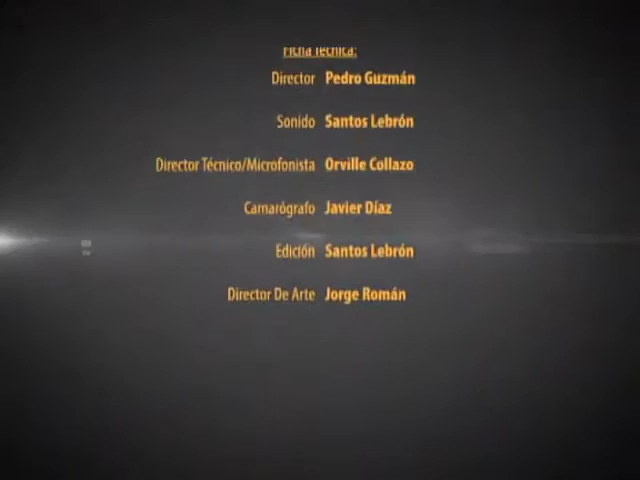 Ficha Técnica:
Director Pedro Guzmán
Sonido Santos Lebrón
Director Técnico/Microfonista Orville Collazo
Camarógrafo Javier Díaz
Edición Santos Lebrón
Director De Arte Jorge Román